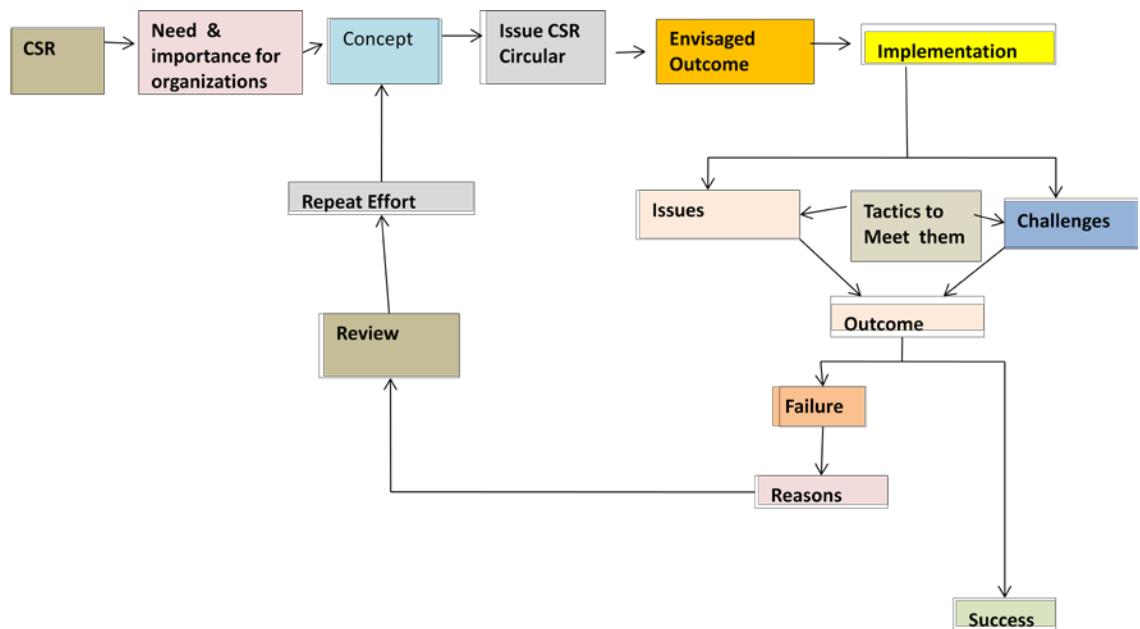 CSR
Need &
importance for
organizations
Concept
Issue CSR
Circular
Envisaged
Outcome
Implementation
Repeat Effort
Issues
Tactics to
Meet them
Challenges
Review
Outcome
Failure
Reasons
Success